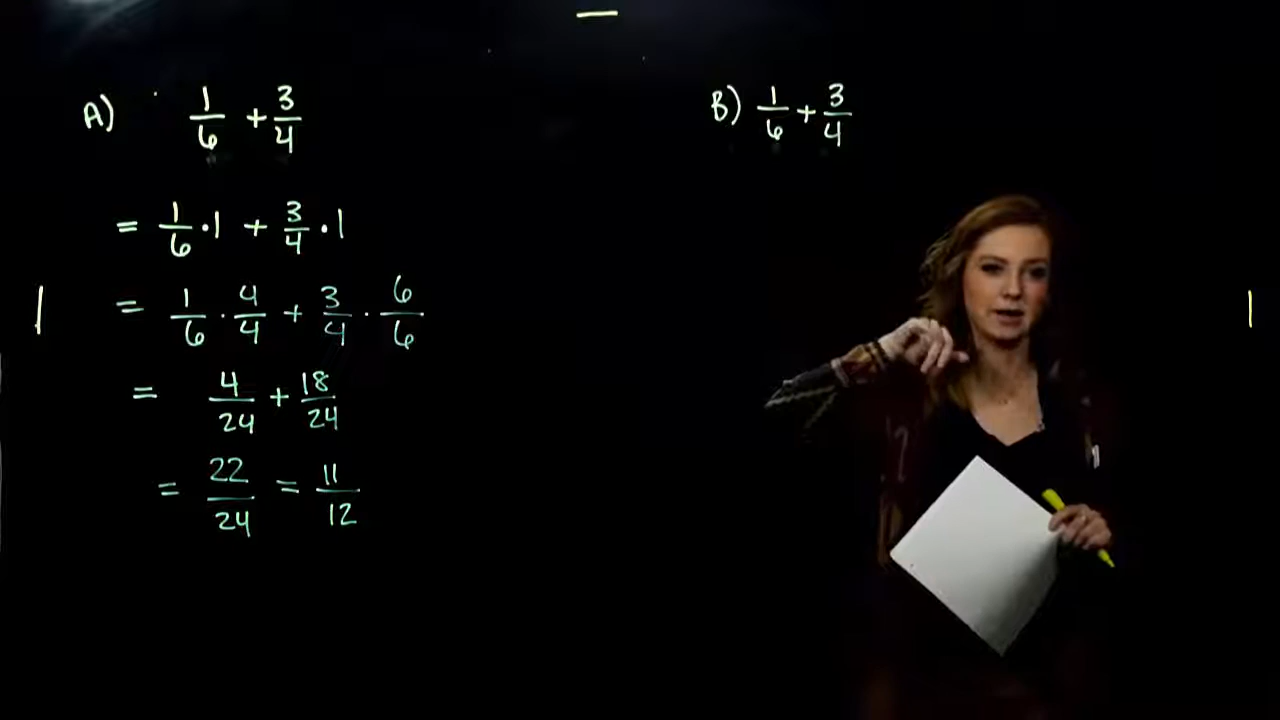 A) 1/6 + 3/4
= 1/6 · 1 + 3/4 · 1
= 1/6 · 4/4 + 3/4 · 6/6
= 4/24 + 18/24
= 22/24 = 11/12
B) 1/6 + 3/4